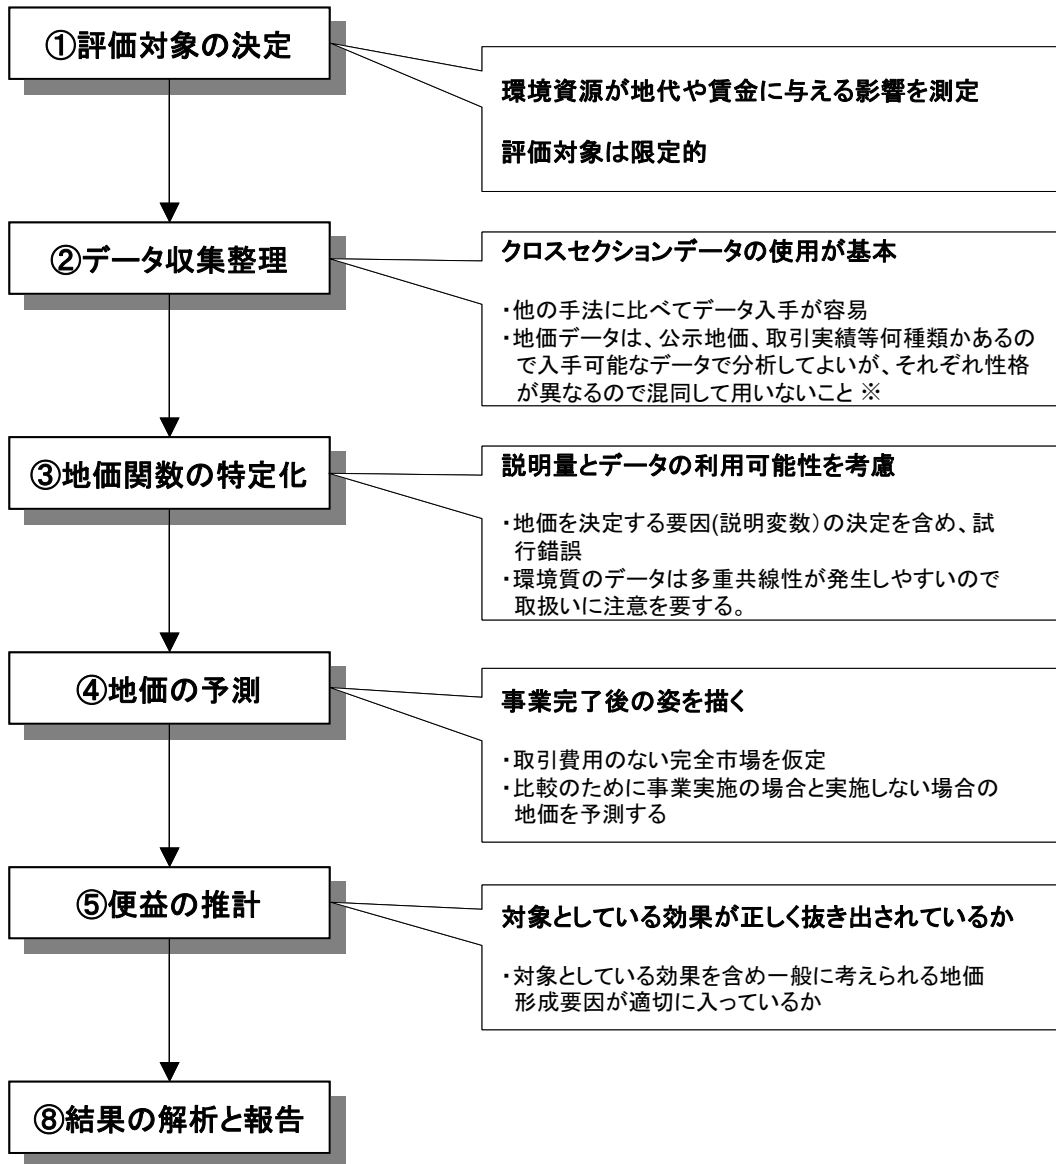 ①評価対象の決定
環境資源が地代や賃金に与える影響を測定
評価対象は限定的
②データ収集整理
クロスセクションデータの使用が基本
・他の手法に比べてデータ入手が容易
・地価データは、公示地価、取引実績等何種類かあるの
で入手可能なデータで分析してよいが、それぞれ性格
が異なるので混同して用いないこと ※
③地価関数の特定化
説明量とデータの利用可能性を考慮
・地価を決定する要因(説明変数）の決定を含め、試
行錯誤
・環境質のデータは多重共線性が発生しやすいので
取扱いに注意を要する。
④地価の予測
事業完了後の姿を描く
・取引費用のない完全市場を仮定
・比較のために事業実施の場合と実施しない場合の
地価を予測する
⑤便益の推計
対象としている効果が正しく抜き出されているか
・対象としている効果を含め一般に考えられる地価
形成要因が適切に入っているか
⑧結果の解析と報告